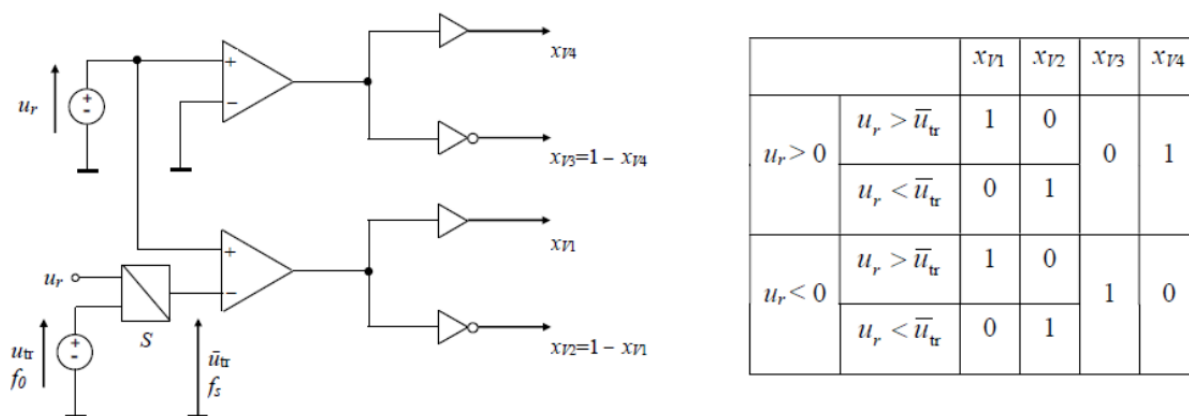 u_r
+
-
+
−
x_V4
x_V3=1 − x_V4
+
−
x_V1
x_V2=1 − x_V1
u_r
S
u_tr
f_0
+
-
ū_tr
f_s
x_V1 x_V2 x_V3 x_V4
u_r > 0 u_r > ū_tr 1 0 0 1
u_r < ū_tr 0 1
u_r < 0 u_r > ū_tr 1 0 1 0
u_r < ū_tr 0 1